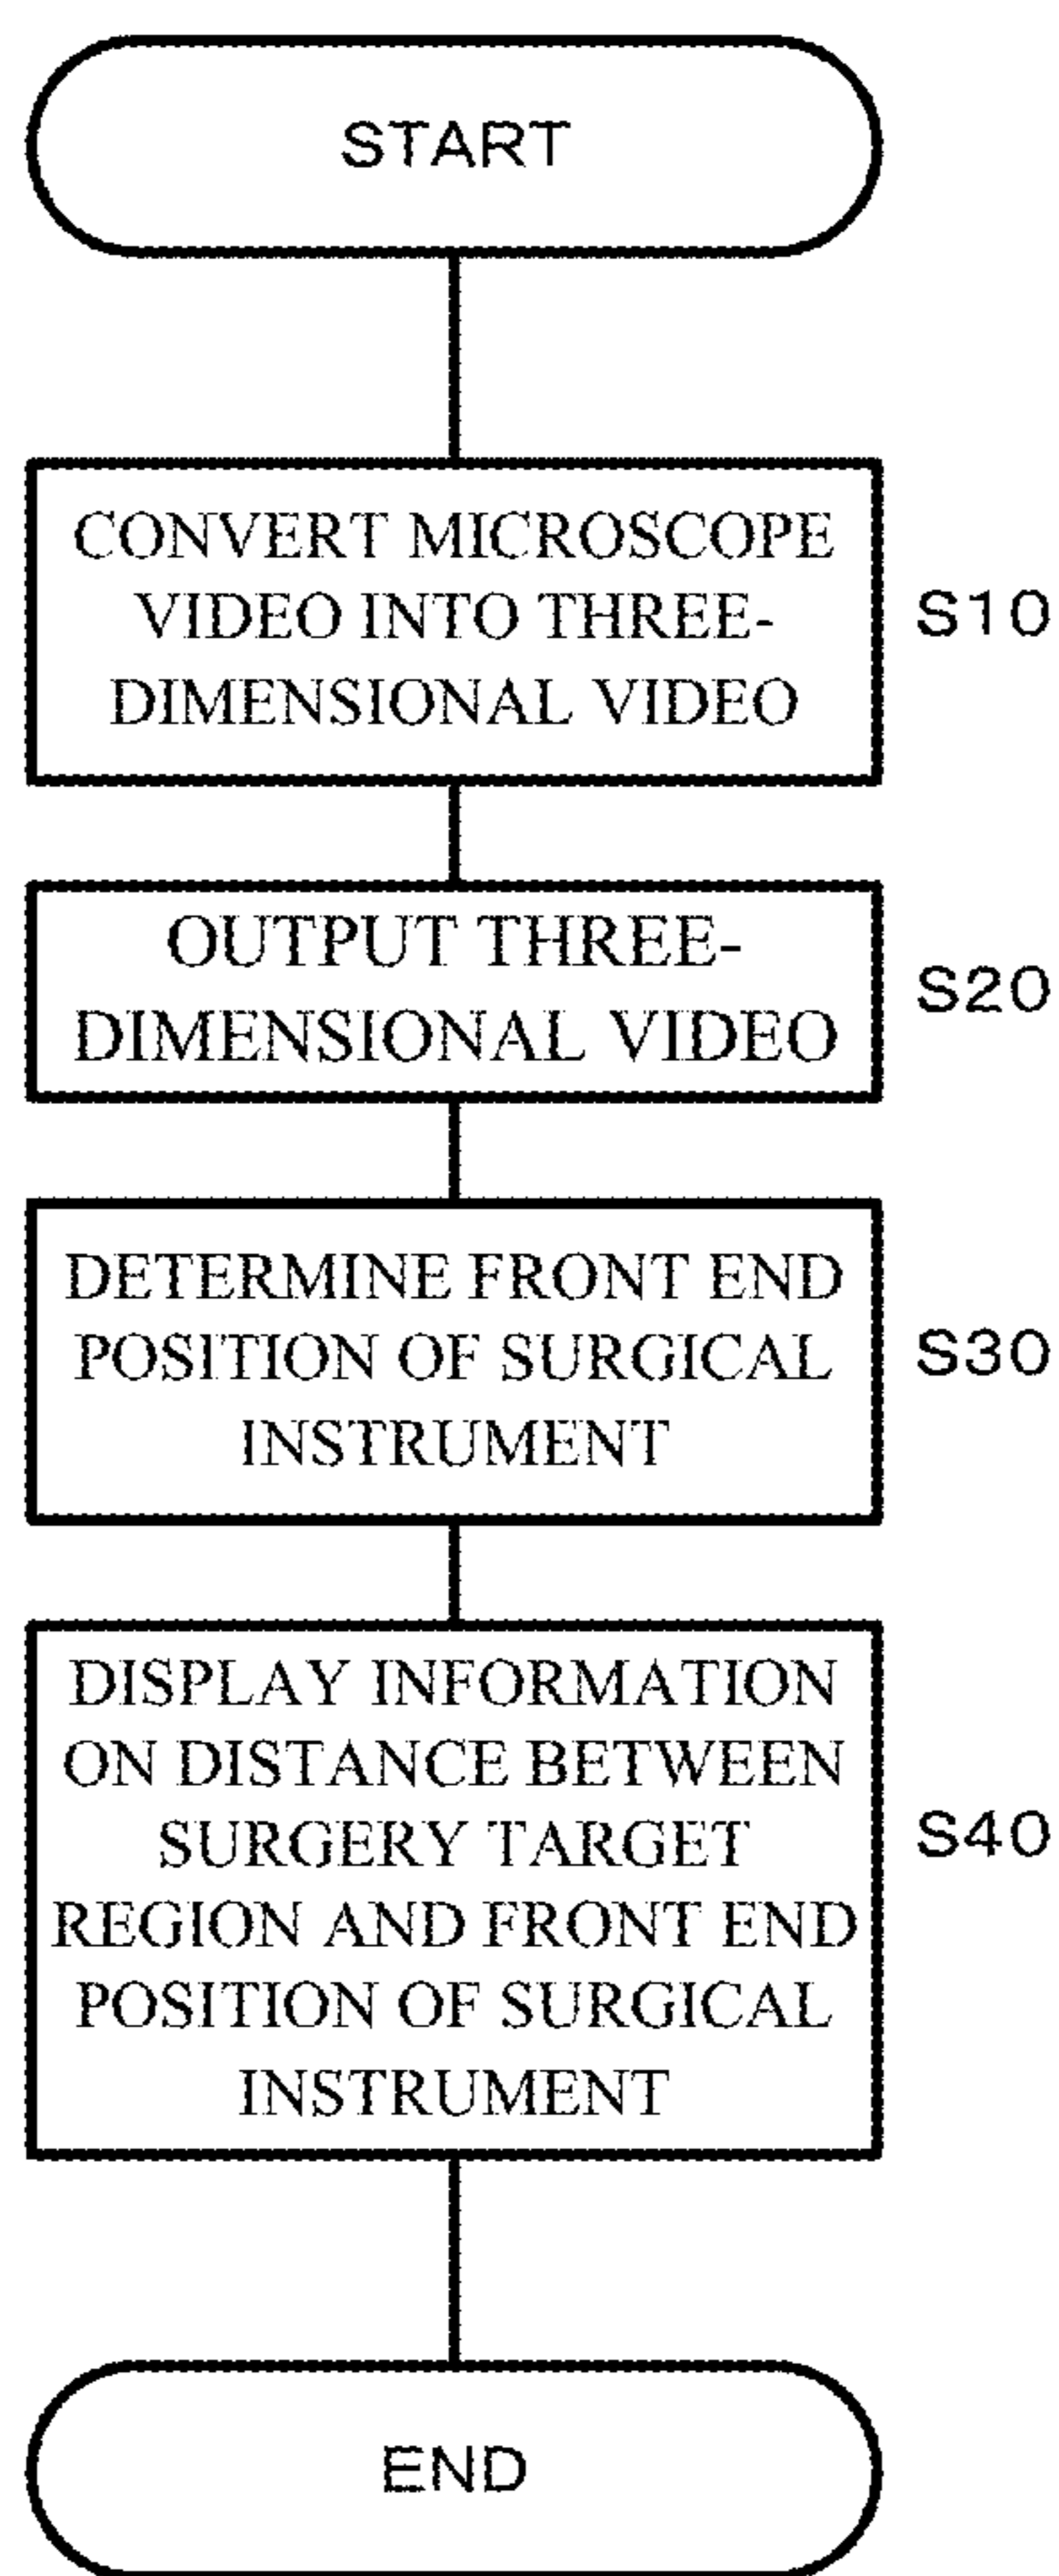 START
CONVERT MICROSCOPE
VIDEO INTO THREE-
DIMENSIONAL VIDEO
S10
OUTPUT THREE-
DIMENSIONAL VIDEO
S20
DETERMINE FRONT END
POSITION OF SURGICAL
INSTRUMENT
S30
DISPLAY INFORMATION
ON DISTANCE BETWEEN
SURGERY TARGET
REGION AND FRONT END
POSITION OF SURGICAL
INSTRUMENT
S40
END